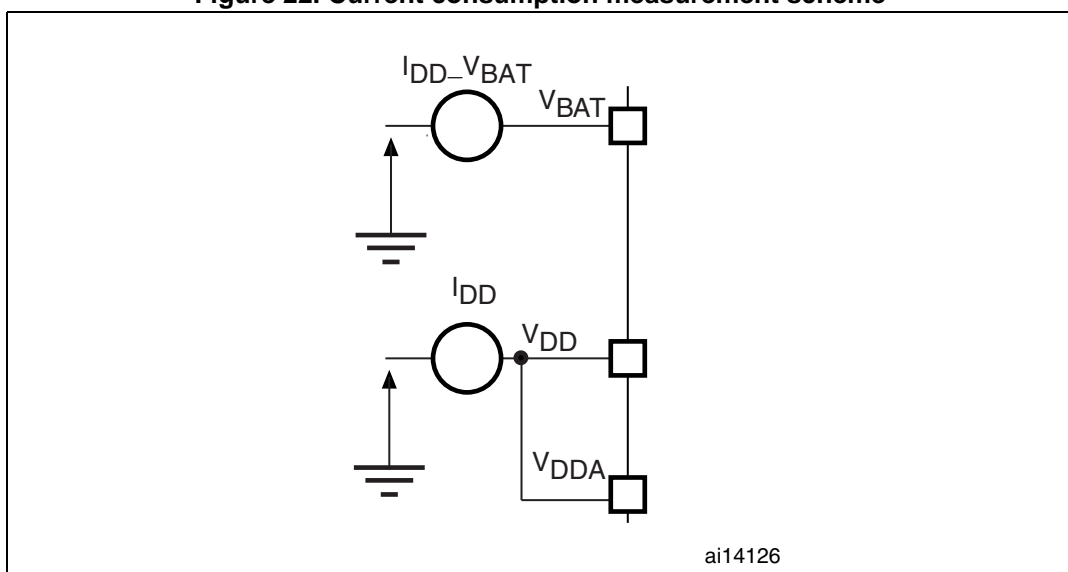 Figure 22. Current consumption measurement scheme
IDD_VBAT
VBAT
IDD
VDD
VDDA
ai14126